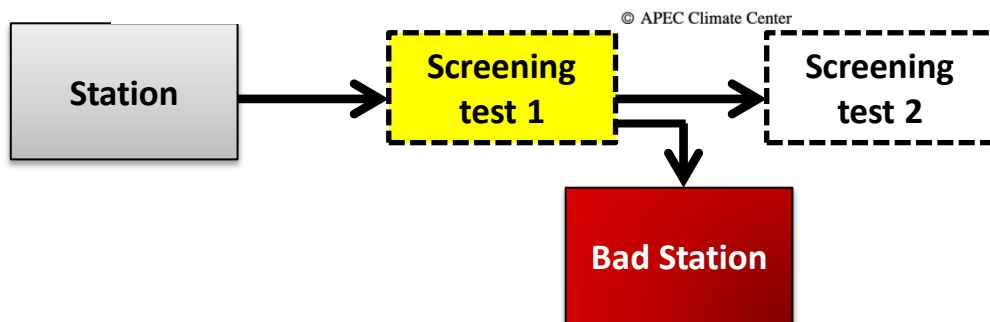 © APEC Climate Center
Station
Screening
test 1
Screening
test 2
Bad Station